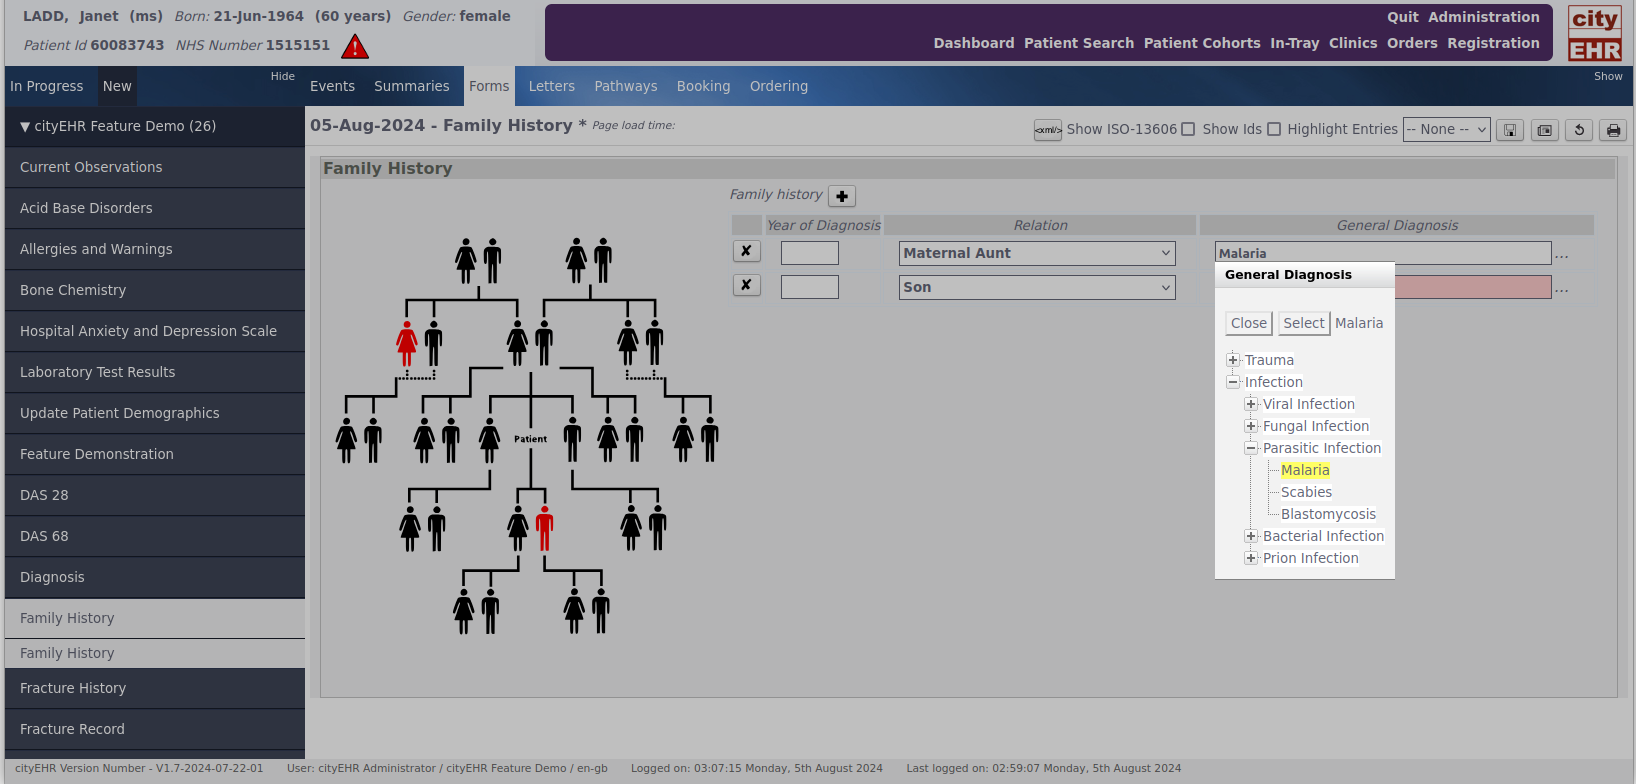 LADD, Janet (ms) Born: 21-Jun-1964 (60 years) Gender: female
Patient Id 60083743 NHS Number 1515151
Quit Administration
Dashboard Patient Search Patient Cohorts In-Tray Clinics Orders Registration
city
EHR
In Progress New Hide
Events Summaries Forms Letters Pathways Booking Ordering Show
▼ cityEHR Feature Demo (26)
Current Observations
Acid Base Disorders
Allergies and Warnings
Bone Chemistry
Hospital Anxiety and Depression Scale
Laboratory Test Results
Update Patient Demographics
Feature Demonstration
DAS 28
DAS 68
Diagnosis
Family History
Family History
Fracture History
Fracture Record
05-Aug-2024 - Family History * Page load time:
<xml/> Show ISO-13606 Show Ids Highlight Entries -- None --
Family History
Family history
Year of Diagnosis Relation General Diagnosis
Maternal Aunt Malaria ...
Son ...
Patient
General Diagnosis
Close Select Malaria
Trauma
Infection
Viral Infection
Fungal Infection
Parasitic Infection
Malaria
Scabies
Blastomycosis
Bacterial Infection
Prion Infection
cityEHR Version Number - V1.7-2024-07-22-01 User: cityEHR Administrator / cityEHR Feature Demo / en-gb Logged on: 03:07:15 Monday, 5th August 2024 Last logged on: 02:59:07 Monday, 5th August 2024